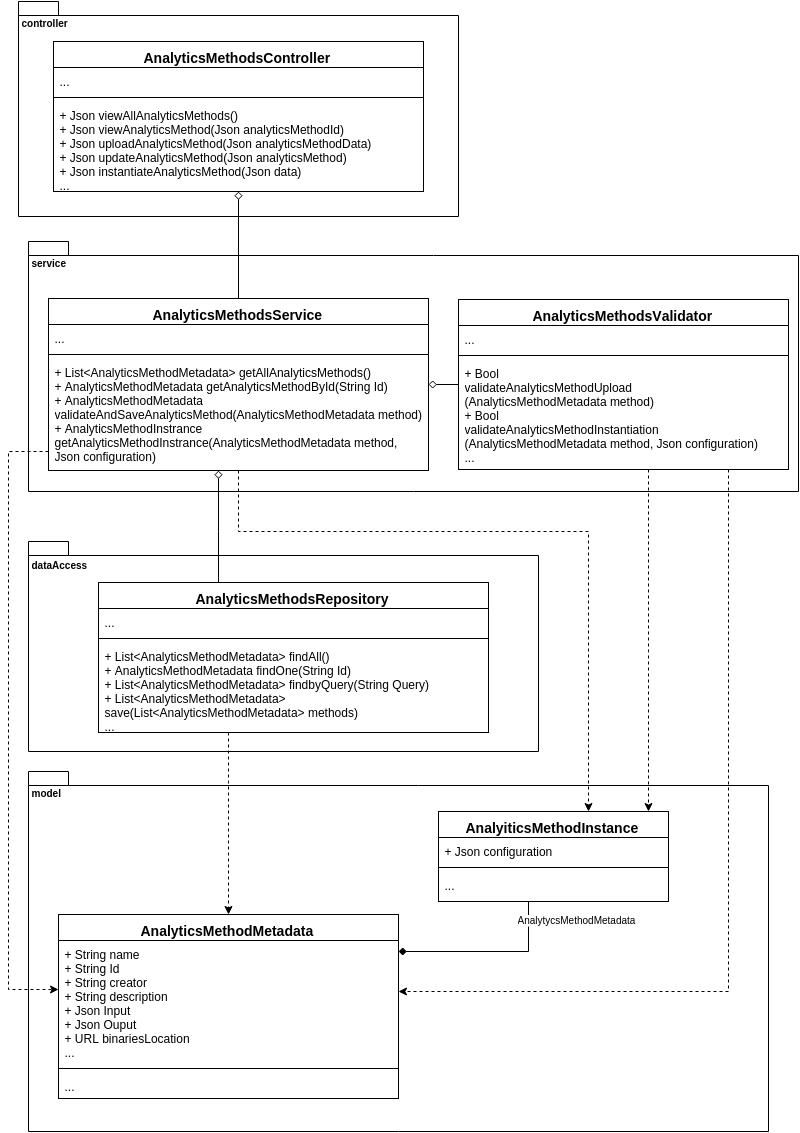 controller
AnalyticsMethodsController
...
+ Json viewAllAnalyticsMethods()
+ Json viewAnalyticsMethod(Json analyticsMethodId)
+ Json uploadAnalyticsMethod(Json analyticsMethodData)
+ Json updateAnalyticsMethod(Json analyticsMethod)
+ Json instantiateAnalyticsMethod(Json data)
...
service
AnalyticsMethodsService
...
+ List<AnalyticsMethodMetadata> getAllAnalyticsMethods()
+ AnalyticsMethodMetadata getAnalyticsMethodById(String Id)
+ AnalyticsMethodMetadata
validateAndSaveAnalyticsMethod(AnalyticsMethodMetadata method)
+ AnalyticsMethodInstrance
getAnalyticsMethodInstrance(AnalyticsMethodMetadata method,
Json configuration)
AnalyticsMethodsValidator
...
+ Bool
validateAnalyticsMethodUpload
(AnalyticsMethodMetadata method)
+ Bool
validateAnalyticsMethodInstantiation
(AnalyticsMethodMetadata method, Json configuration)
...
dataAccess
AnalyticsMethodsRepository
...
+ List<AnalyticsMethodMetadata> findAll()
+ AnalyticsMethodMetadata findOne(String Id)
+ List<AnalyticsMethodMetadata> findbyQuery(String Query)
+ List<AnalyticsMethodMetadata>
save(List<AnalyticsMethodMetadata> methods)
...
model
AnalyiticsMethodInstance
+ Json configuration
...
AnalytycsMethodMetadata
AnalyticsMethodMetadata
+ String name
+ String Id
+ String creator
+ String description
+ Json Input
+ Json Ouput
+ URL binariesLocation
...
...